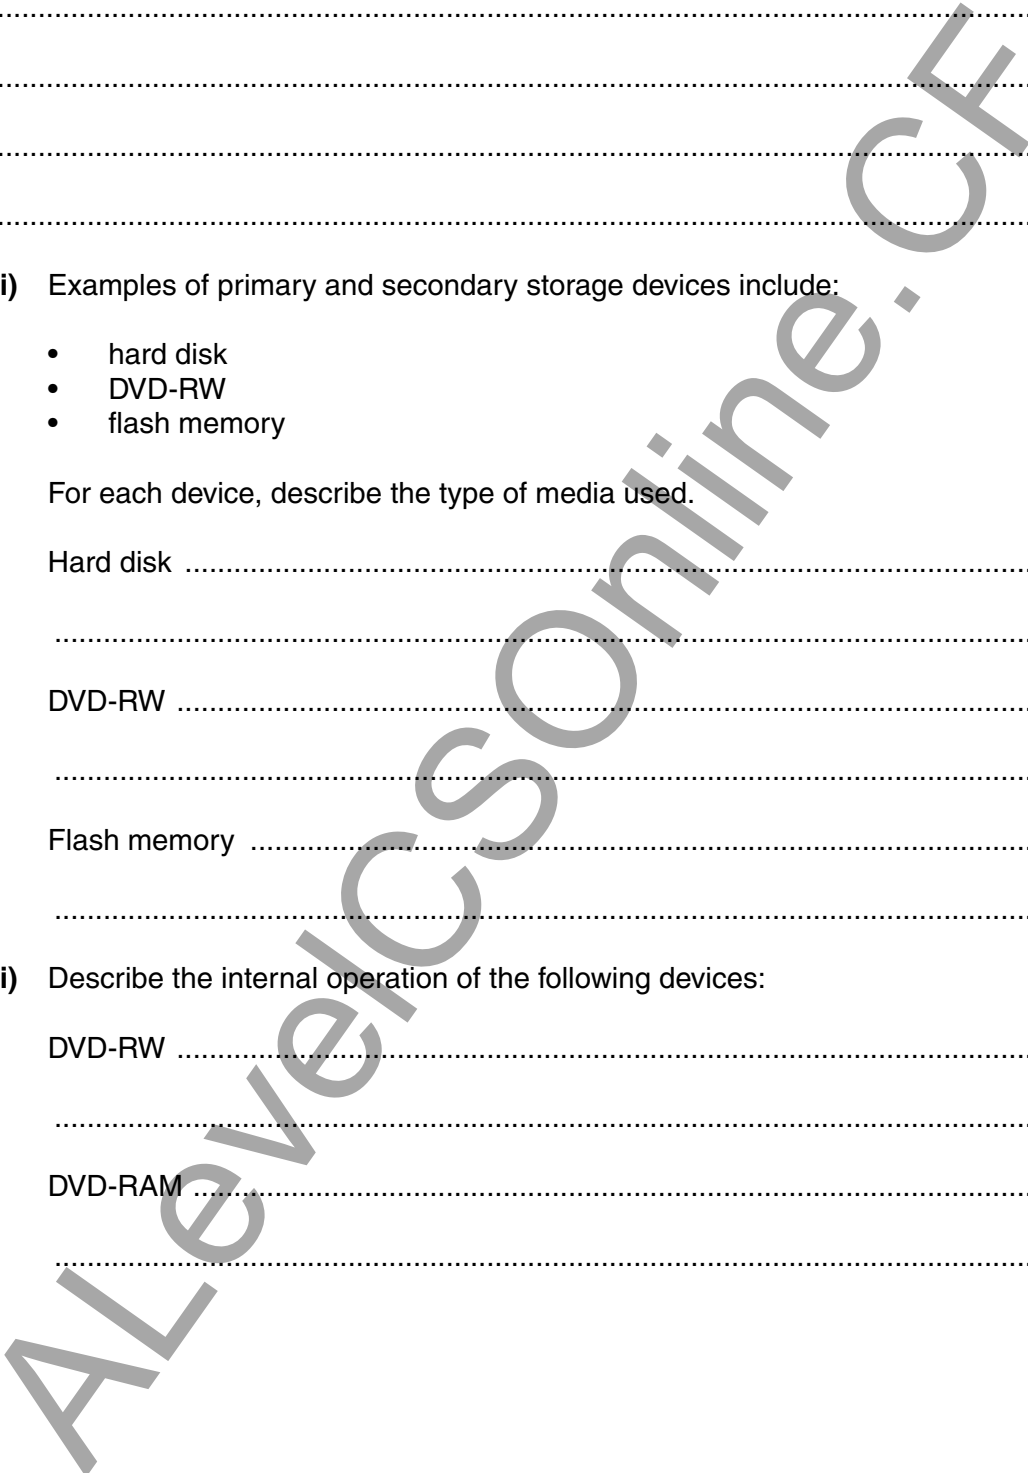 i) Examples of primary and secondary storage devices include:
• hard disk
• DVD-RW
• flash memory
For each device, describe the type of media used.
Hard disk ..........................................................................................................
..........................................................................................................
DVD-RW ..........................................................................................................
..........................................................................................................
Flash memory ..........................................................................................................
..........................................................................................................
i) Describe the internal operation of the following devices:
DVD-RW ..........................................................................................................
..........................................................................................................
DVD-RAM ..........................................................................................................
..........................................................................................................
ALevelCSOnline.CF